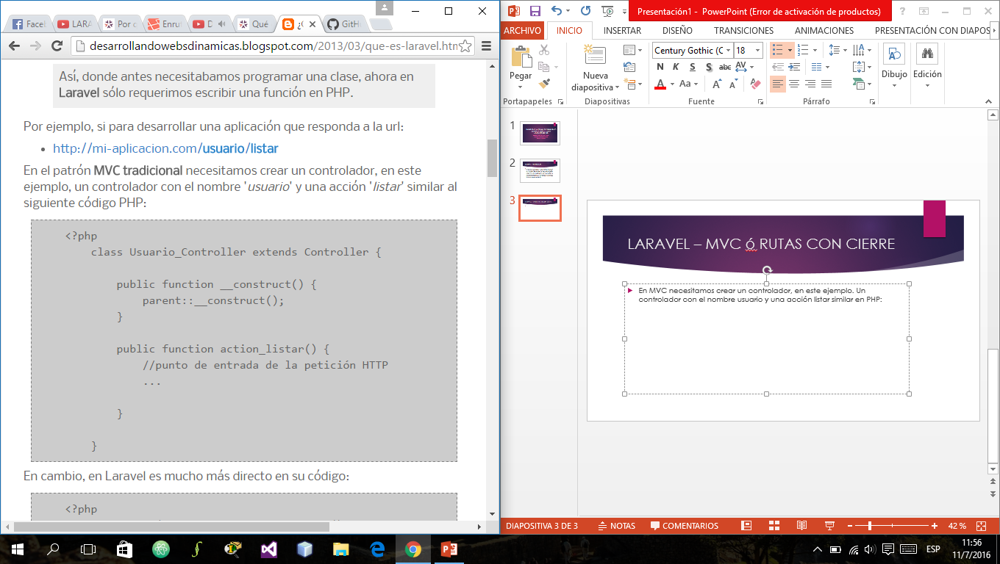 Facel
LARA
Por c
Enrut
D
Qué
¿(
GitH
desarrollandowebsdinamicas.blogspot.com/2013/03/que-es-laravel.htm
Así, donde antes necesitabamos programar una clase, ahora en
Laravel sólo requerimos escribir una función en PHP.
Por ejemplo, si para desarrollar una aplicación que responda a la url:
• http://mi-aplicacion.com/usuario/listar
En el patrón MVC tradicional necesitamos crear un controlador, en este
ejemplo, un controlador con el nombre 'usuario' y una acción 'listar' similar al
siguiente código PHP:
<?php
class Usuario_Controller extends Controller {
public function __construct() {
parent::__construct();
}
public function action_listar() {
//punto de entrada de la petición HTTP
...
}
}
En cambio, en Laravel es mucho más directo en su código:
<?php
Presentación1 - PowerPoint (Error de activación de productos)
ARCHIVO INICIO INSERTAR DISEÑO TRANSICIONES ANIMACIONES PRESENTACIÓN CON DIAPOS
Pegar
Nueva
diapositiva
Century Gothic (C 18
N K S S abc AV
A Aa A A
Dibujo
Edición
Portapapeles
Diapositivas
Fuente
Párrafo
1
2
3
LARAVEL – MVC ó RUTAS CON CIERRE
En MVC necesitamos crear un controlador, en este ejemplo. Un
controlador con el nombre usuario y una acción listar similar en PHP:
DIAPOSITIVA 3 DE 3
NOTAS
COMENTARIOS
42 %
ESP
11:56
11/7/2016